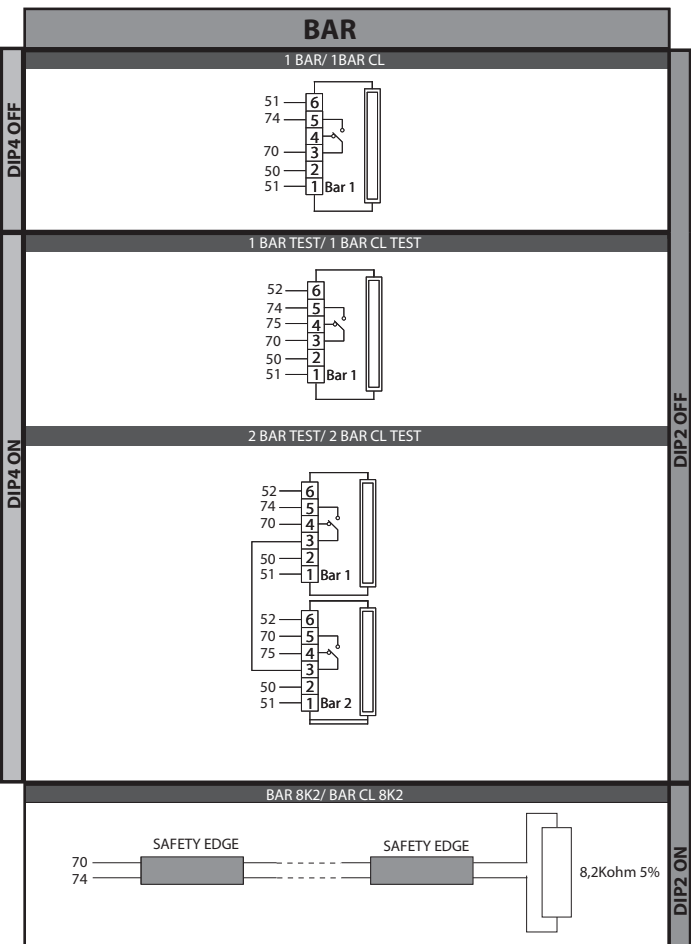 BAR
1 BAR/ 1BAR CL
DIP4 OFF
51 6
74 5
4
70 3
50 2
51 1 Bar 1
1 BAR TEST/ 1 BAR CL TEST
DIP4 ON
DIP2 OFF
52 6
74 5
75 4
70 3
50 2
51 1 Bar 1
2 BAR TEST/ 2 BAR CL TEST
52 6
74 5
70 4
3
50 2
51 1 Bar 1
52 6
70 5
75 4
3
50 2
51 1 Bar 2
BAR 8K2/ BAR CL 8K2
DIP2 ON
SAFETY EDGE SAFETY EDGE
70
74
8,2Kohm 5%